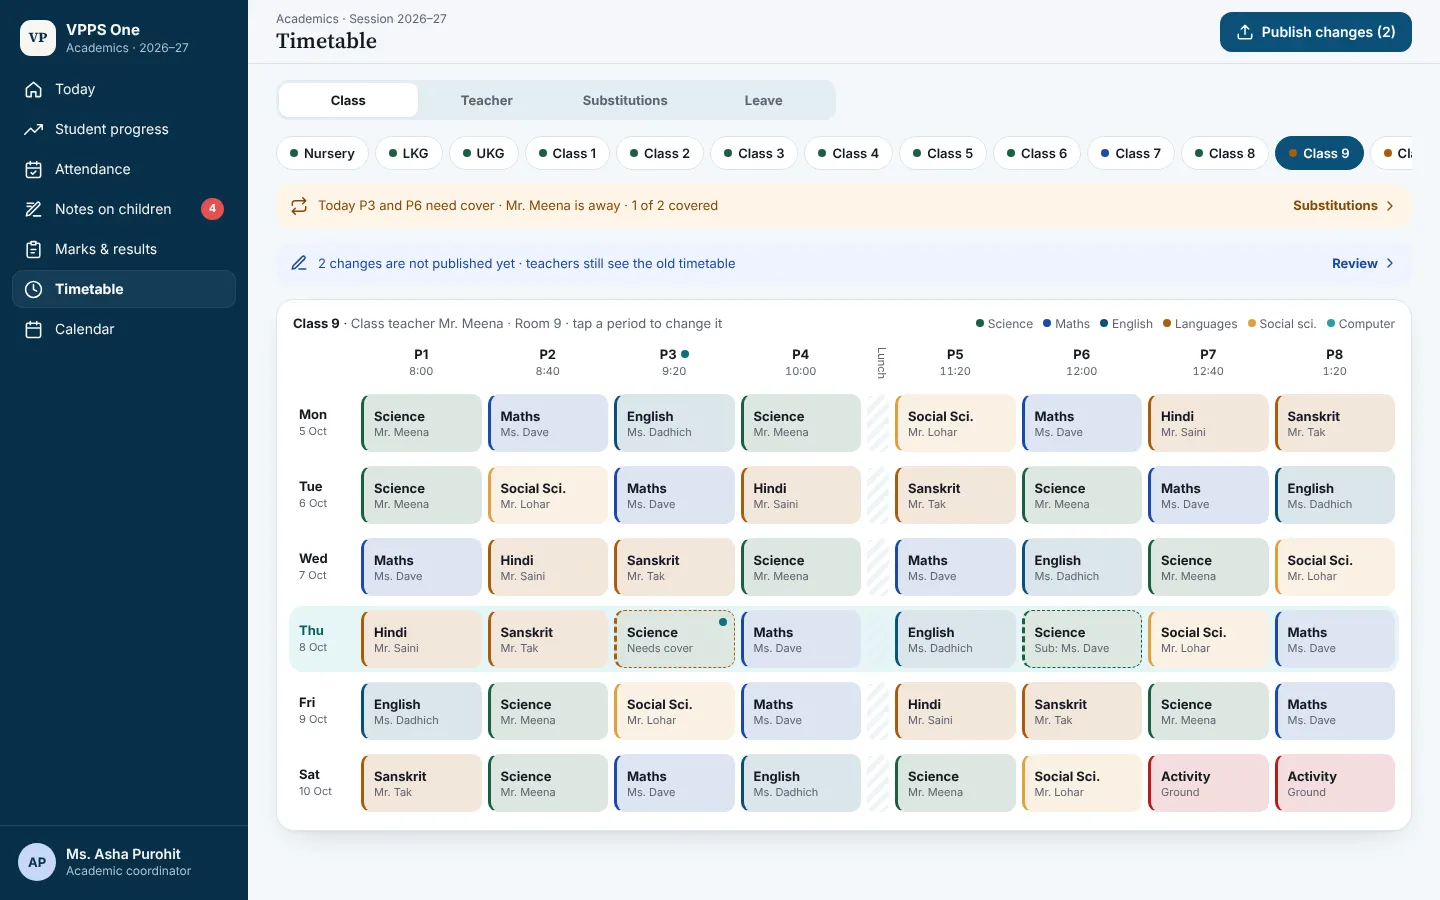 VP
VPPS One
Academics · 2026–27
Today
Student progress
Attendance
Notes on children 4
Marks & results
Timetable
Calendar
AP
Ms. Asha Purohit
Academic coordinator
Academics · Session 2026–27
Timetable
Publish changes (2)
Class Teacher Substitutions Leave
Nursery LKG UKG Class 1 Class 2 Class 3 Class 4 Class 5 Class 6 Class 7 Class 8 Class 9
Today P3 and P6 need cover · Mr. Meena is away · 1 of 2 covered Substitutions
2 changes are not published yet · teachers still see the old timetable Review
Class 9 · Class teacher Mr. Meena · Room 9 · tap a period to change it Science Maths English Languages Social sci. Computer
P1 P2 P3 P4 Lunch P5 P6 P7 P8
8:00 8:40 9:20 10:00 11:20 12:00 12:40 1:20
Mon Science Maths English Science Social Sci. Maths Hindi Sanskrit
5 Oct Mr. Meena Ms. Dave Ms. Dadhich Mr. Meena Mr. Lohar Ms. Dave Mr. Saini Mr. Tak
Tue Science Social Sci. Maths Hindi Sanskrit Science Maths English
6 Oct Mr. Meena Mr. Lohar Ms. Dave Mr. Saini Mr. Tak Mr. Meena Ms. Dave Ms. Dadhich
Wed Maths Hindi Sanskrit Science Maths English Science Social Sci.
7 Oct Ms. Dave Mr. Saini Mr. Tak Mr. Meena Ms. Dave Ms. Dadhich Mr. Meena Mr. Lohar
Thu Hindi Sanskrit Science Maths English Science Social Sci. Maths
8 Oct Mr. Saini Mr. Tak Needs cover Ms. Dave Ms. Dadhich Sub: Ms. Dave Mr. Lohar Ms. Dave
Fri English Science Social Sci. Maths Hindi Sanskrit Science Maths
9 Oct Ms. Dadhich Mr. Meena Mr. Lohar Ms. Dave Mr. Saini Mr. Tak Mr. Meena Ms. Dave
Sat Sanskrit Science Maths English Science Social Sci. Activity Activity
10 Oct Mr. Tak Mr. Meena Ms. Dave Ms. Dadhich Mr. Meena Mr. Lohar Ground Ground